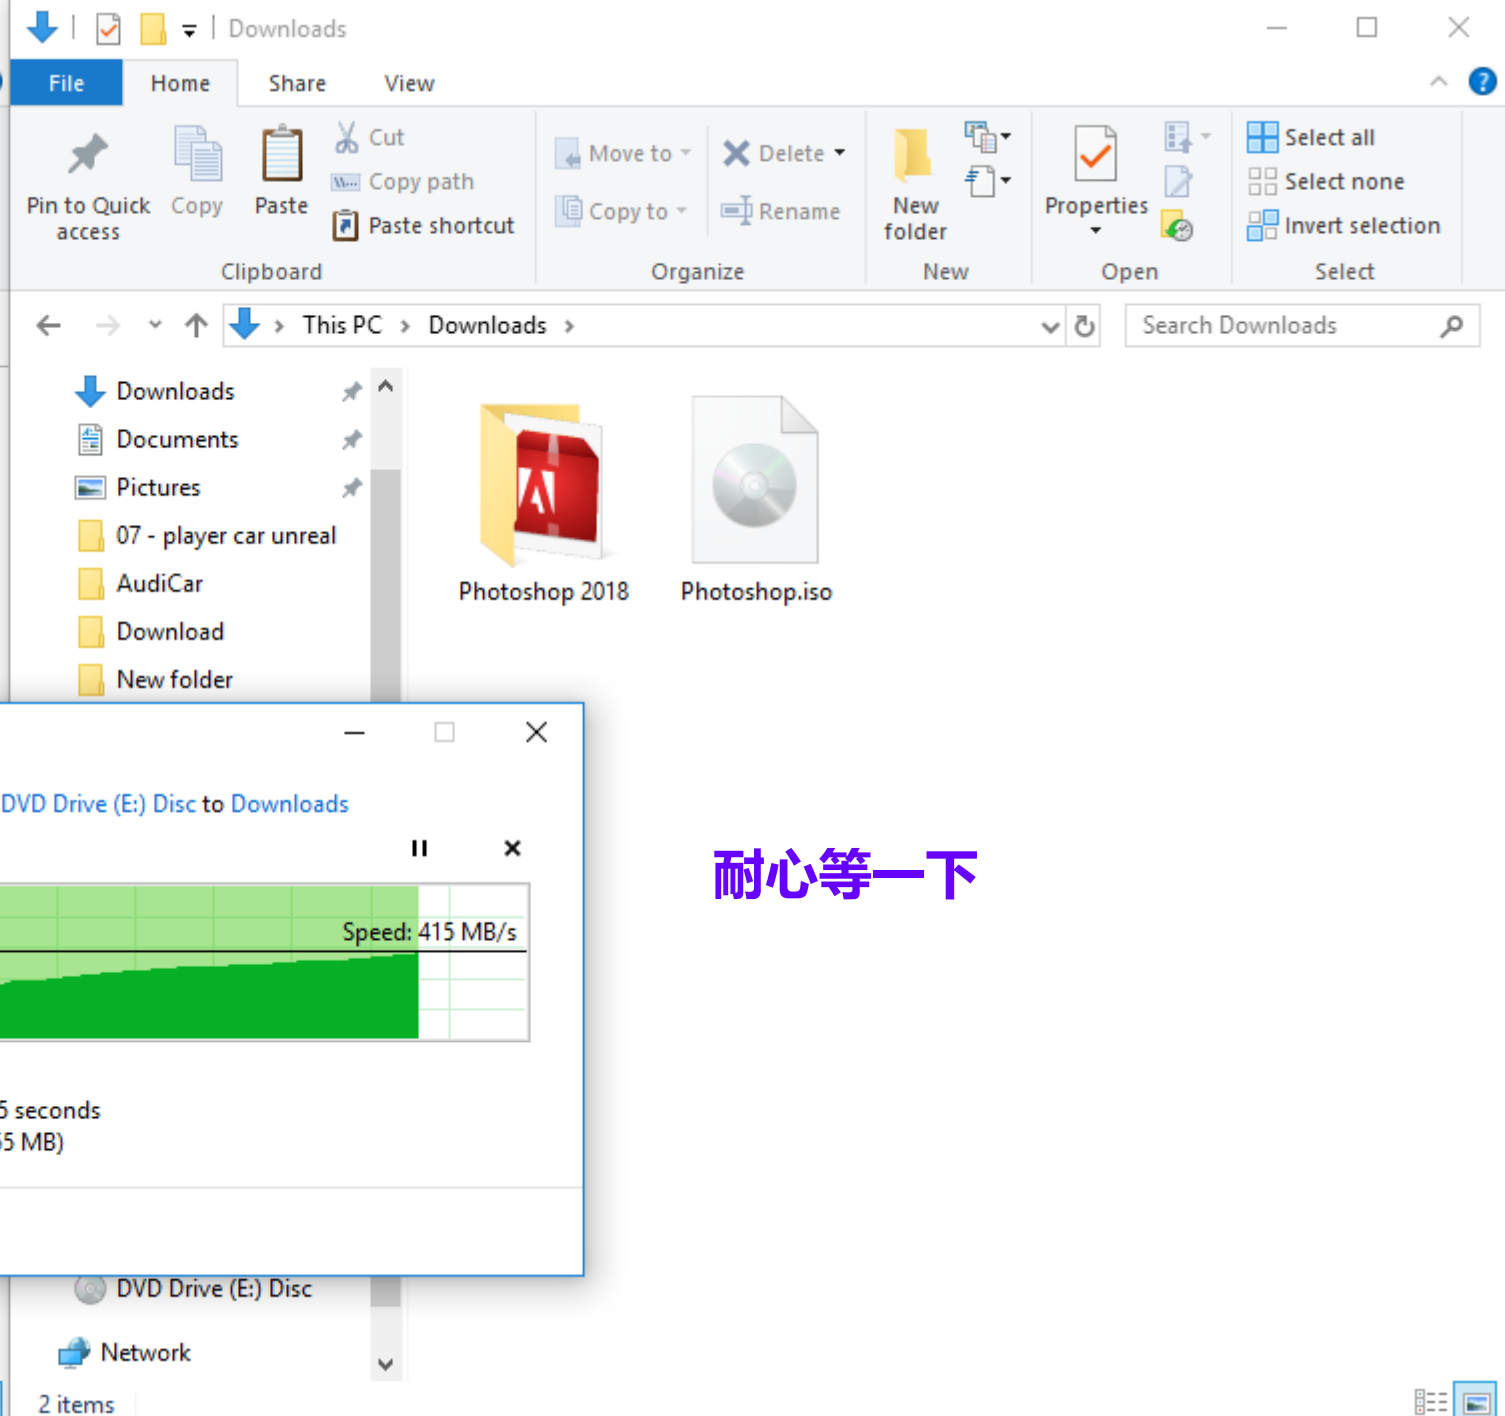 Downloads
File
Home
Share
View
Pin to Quick access
Copy
Paste
Cut
Copy path
Paste shortcut
Clipboard
Move to
Copy to
Delete
Rename
Organize
New folder
New
Properties
Open
Select all
Select none
Invert selection
Select
This PC
Downloads
Search Downloads
Downloads
Documents
Pictures
07 - player car unreal
AudiCar
Download
New folder
Photoshop 2018
Photoshop.iso
DVD Drive (E:) Disc to Downloads
Speed: 415 MB/s
5 seconds
55 MB)
耐心等一下
DVD Drive (E:) Disc
Network
2 items